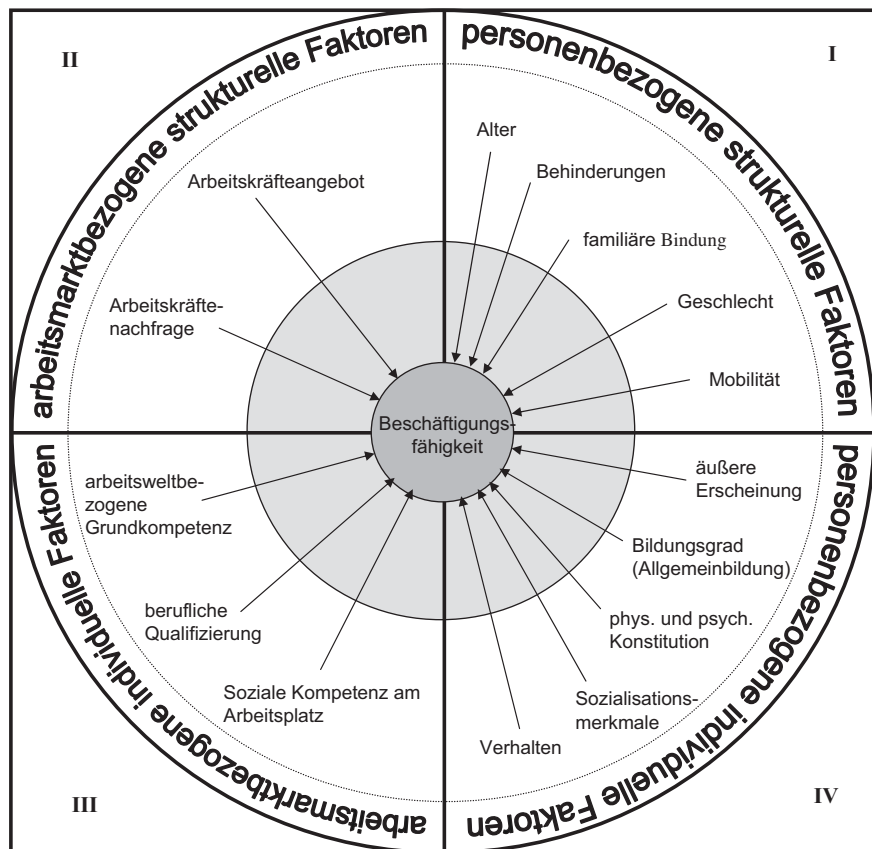 II
arbeitsmarktbezogene strukturelle Faktoren
Arbeitskräfteangebot
Arbeitskräfte-
nachfrage
I
personenbezogene strukturelle Faktoren
Alter
Behinderungen
familiäre Bindung
Geschlecht
Mobilität
Beschäftigungs-
fähigkeit
III
arbeitsmarktbezogene individuelle Faktoren
arbeitsweltbe-
zogene
Grundkompetenz
berufliche
Qualifizierung
Soziale Kompetenz am
Arbeitsplatz
IV
personenbezogene individuelle Faktoren
äußere
Erscheinung
Bildungsgrad
(Allgemeinbildung)
phys. und psych.
Konstitution
Sozialisations-
merkmale
Verhalten